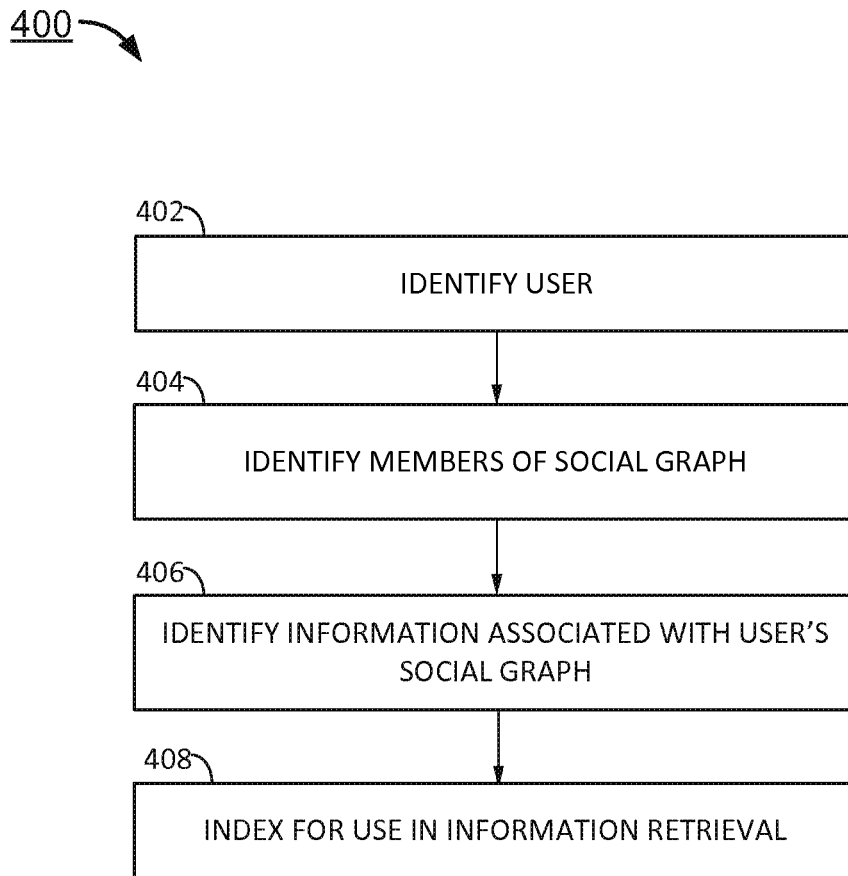 400
402
IDENTIFY USER
404
IDENTIFY MEMBERS OF SOCIAL GRAPH
406
IDENTIFY INFORMATION ASSOCIATED WITH USER'S
SOCIAL GRAPH
408
INDEX FOR USE IN INFORMATION RETRIEVAL